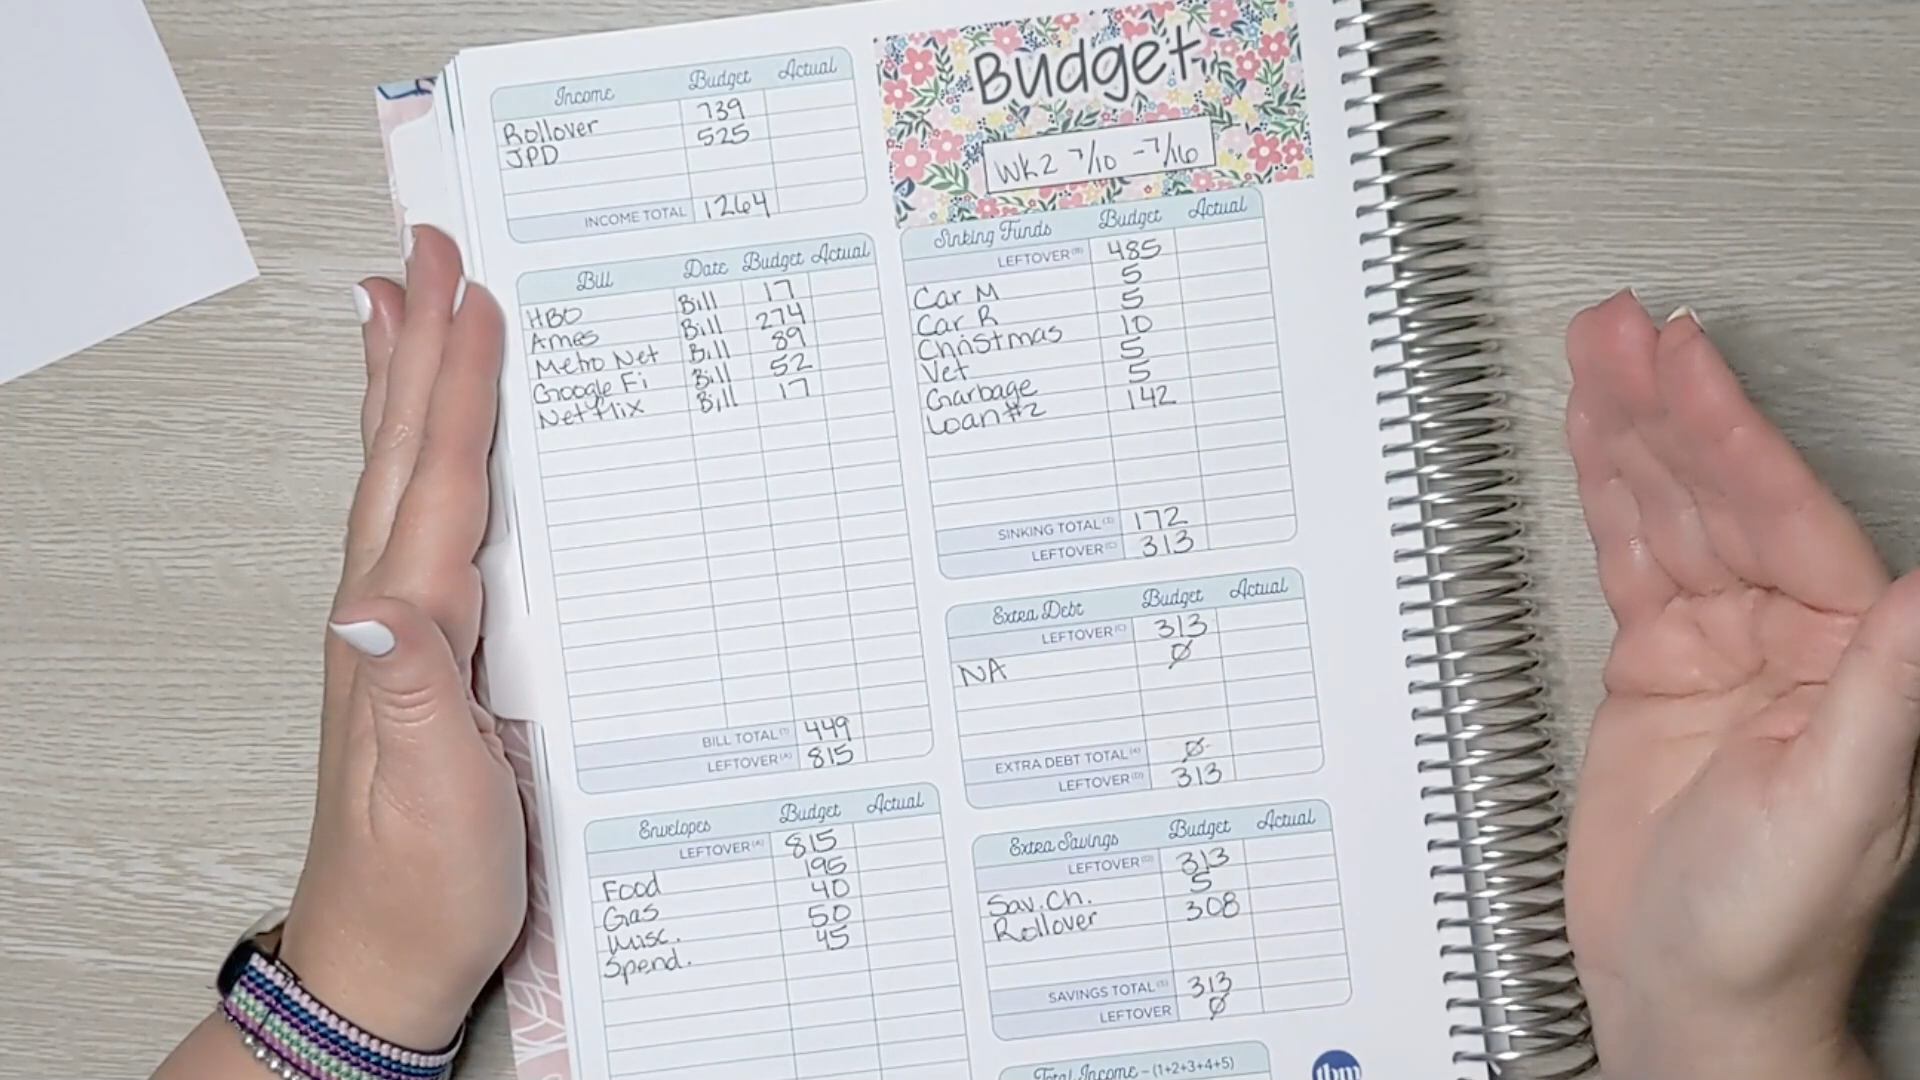 Income Budget Actual
Rollover 739
JPD 525
INCOME TOTAL 1264
Bill Date Budget Actual
HBO Bill 17
Ames Bill 274
Metro Net Bill 89
Google Fi Bill 52
Netflix Bill 17
BILL TOTAL (1) 449
LEFTOVER (A) 815
Envelopes Budget Actual
LEFTOVER (A) 815
Food 195
Gas 40
Misc. 50
Spend. 45
Budget
WK2 7/10 - 7/16
Sinking Funds Budget Actual
LEFTOVER (B) 485
Car M 5
Car R 5
Christmas 10
Vet 5
Garbage 5
Loan #2 142
SINKING TOTAL (3) 172
LEFTOVER (C) 313
Extra Debt Budget Actual
LEFTOVER (C) 313
NA Ø
EXTRA DEBT TOTAL (4) Ø
LEFTOVER (D) 313
Extra Savings Budget Actual
LEFTOVER (D) 313
Sav. Ch. 5
Rollover 308
SAVINGS TOTAL (5) 313
LEFTOVER Ø
Total Income - (1+2+3+4+5)
tbm